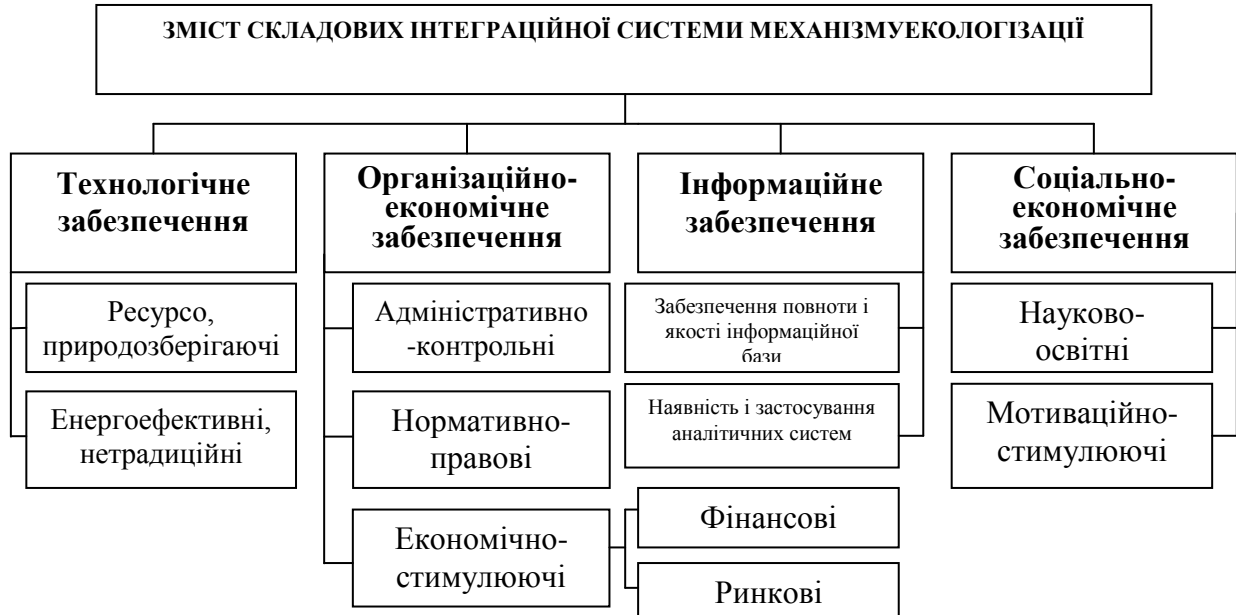 ЗМІСТ СКЛАДОВИХ ІНТЕГРАЦІЙНОЇ СИСТЕМИ МЕХАНІЗМУЕКОЛОГІЗАЦІЇ
Технологічне
забезпечення
Ресурсо,
природозберігаючі
Енергоефективні,
нетрадиційні
Організаційно-
економічне
забезпечення
Адміністративно
-контрольні
Нормативно-
правові
Економічно-
стимулюючі
Фінансові
Ринкові
Інформаційне
забезпечення
Забезпечення повноти і
якості інформаційної
бази
Наявність і застосування
аналітичних систем
Соціально-
економічне
забезпечення
Науково-
освітні
Мотиваційно-
стимулюючі